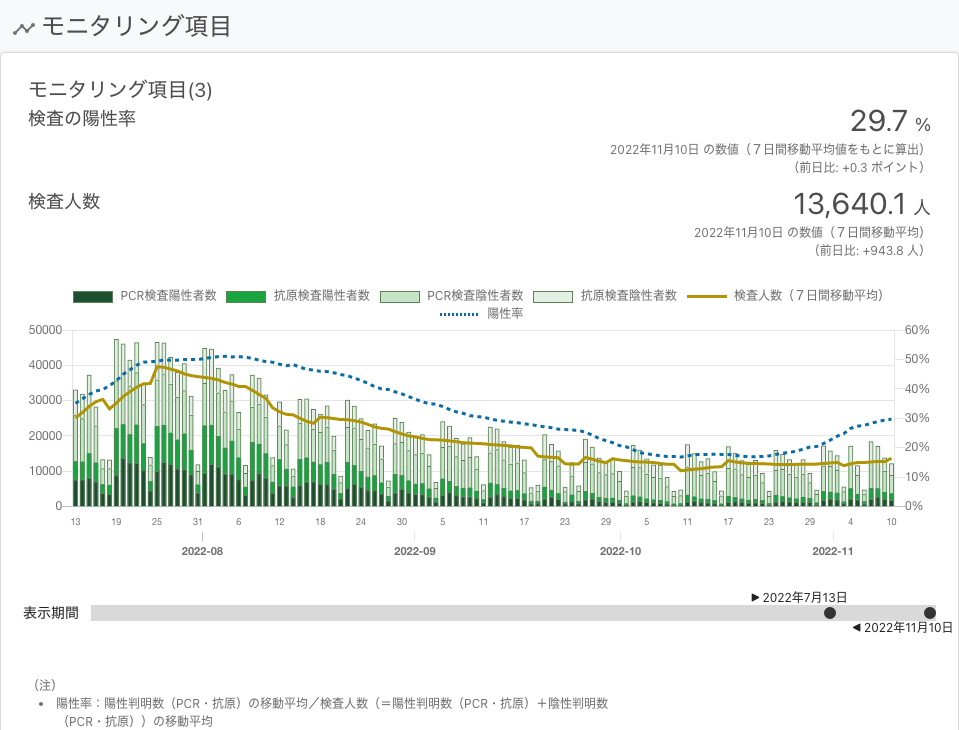 モニタリング項目
モニタリング項目(3)
検査の陽性率
29.7 %
2022年11月10日 の数値（７日間移動平均値をもとに算出）
（前日比: +0.3 ポイント）
検査人数
13,640.1 人
2022年11月10日 の数値（７日間移動平均）
（前日比: +943.8 人）
PCR検査陽性者数 抗原検査陽性者数 PCR検査陰性者数 抗原検査陰性者数 検査人数（７日間移動平均）
陽性率
50000 60%
50%
40000
40%
30000
30%
20000
20%
10000
10%
0 0%
13 19 25 31 6 12 18 24 30 5 11 17 23 29 5 11 17 23 29 4 10
2022-08 2022-09 2022-10 2022-11
▶ 2022年7月13日
表示期間
◀ 2022年11月10日
（注）
• 陽性率：陽性判明数（PCR・抗原）の移動平均／検査人数（＝陽性判明数（PCR・抗原）＋陰性判明数
（PCR・抗原））の移動平均